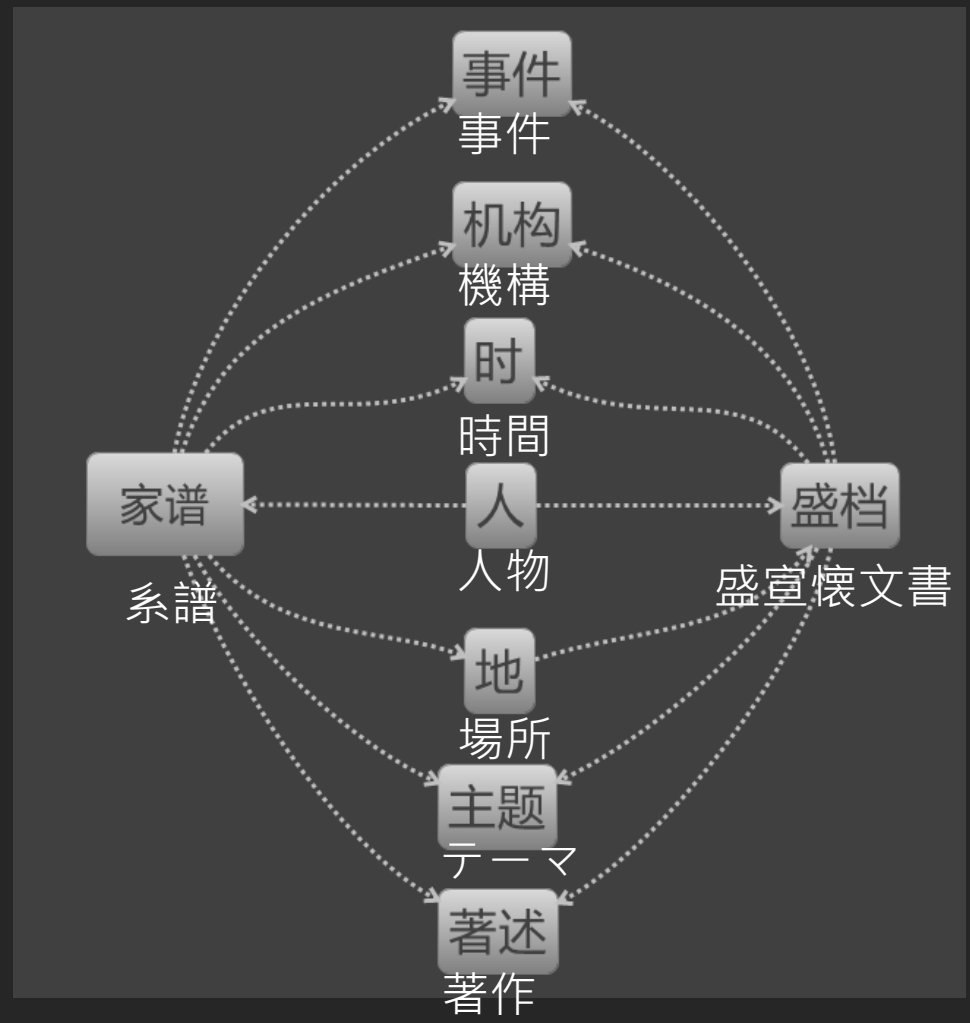 事件
事件
机构
機構
时
時間
家谱
系譜
人
人物
盛档
盛宣懐文書
地
場所
主题
テーマ
著述
著作